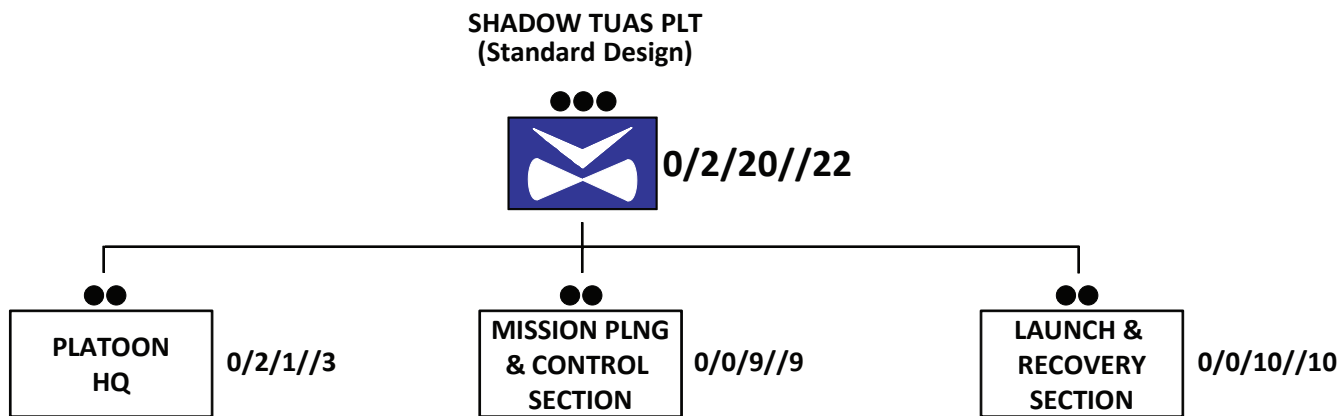 SHADOW TUAS PLT
(Standard Design)
0/2/20//22
PLATOON
HQ
0/2/1//3
MISSION PLNG
& CONTROL
SECTION
0/0/9//9
LAUNCH &
RECOVERY
SECTION
0/0/10//10